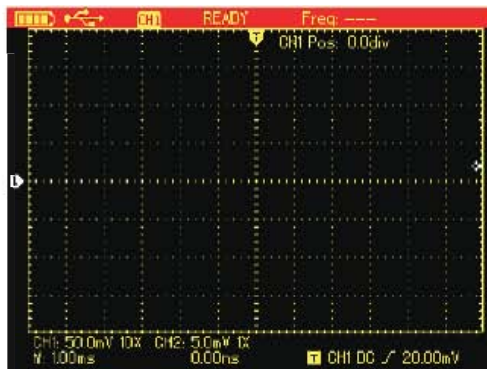 CH1 READY Freq: ---
T CH1 Pos: 0.0div
CH1: 50.0mV 10X CH2: 5.0mV 1X
M: 1.00ms 0.00ns T CH1 DC 20.00mV